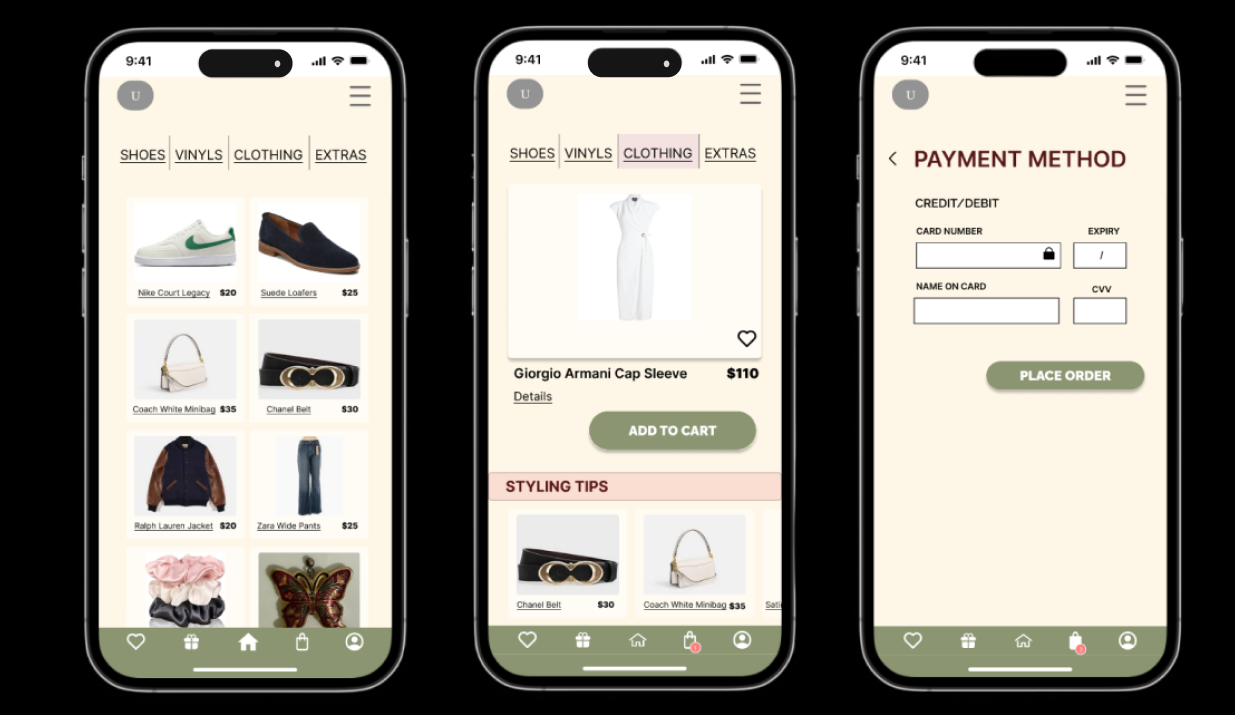 9:41
U
SHOES VINYLS CLOTHING EXTRAS
Nike Court Legacy $20
Suede Loafers $25
Coach White Minibag $35
Chanel Belt $30
Ralph Lauren Jacket $20
Zara Wide Pants $25
9:41
U
SHOES VINYLS CLOTHING EXTRAS
Giorgio Armani Cap Sleeve $110
Details
ADD TO CART
STYLING TIPS
Chanel Belt $30
Coach White Minibag $35
Sati
9:41
U
PAYMENT METHOD
CREDIT/DEBIT
CARD NUMBER EXPIRY
/
NAME ON CARD CVV
PLACE ORDER